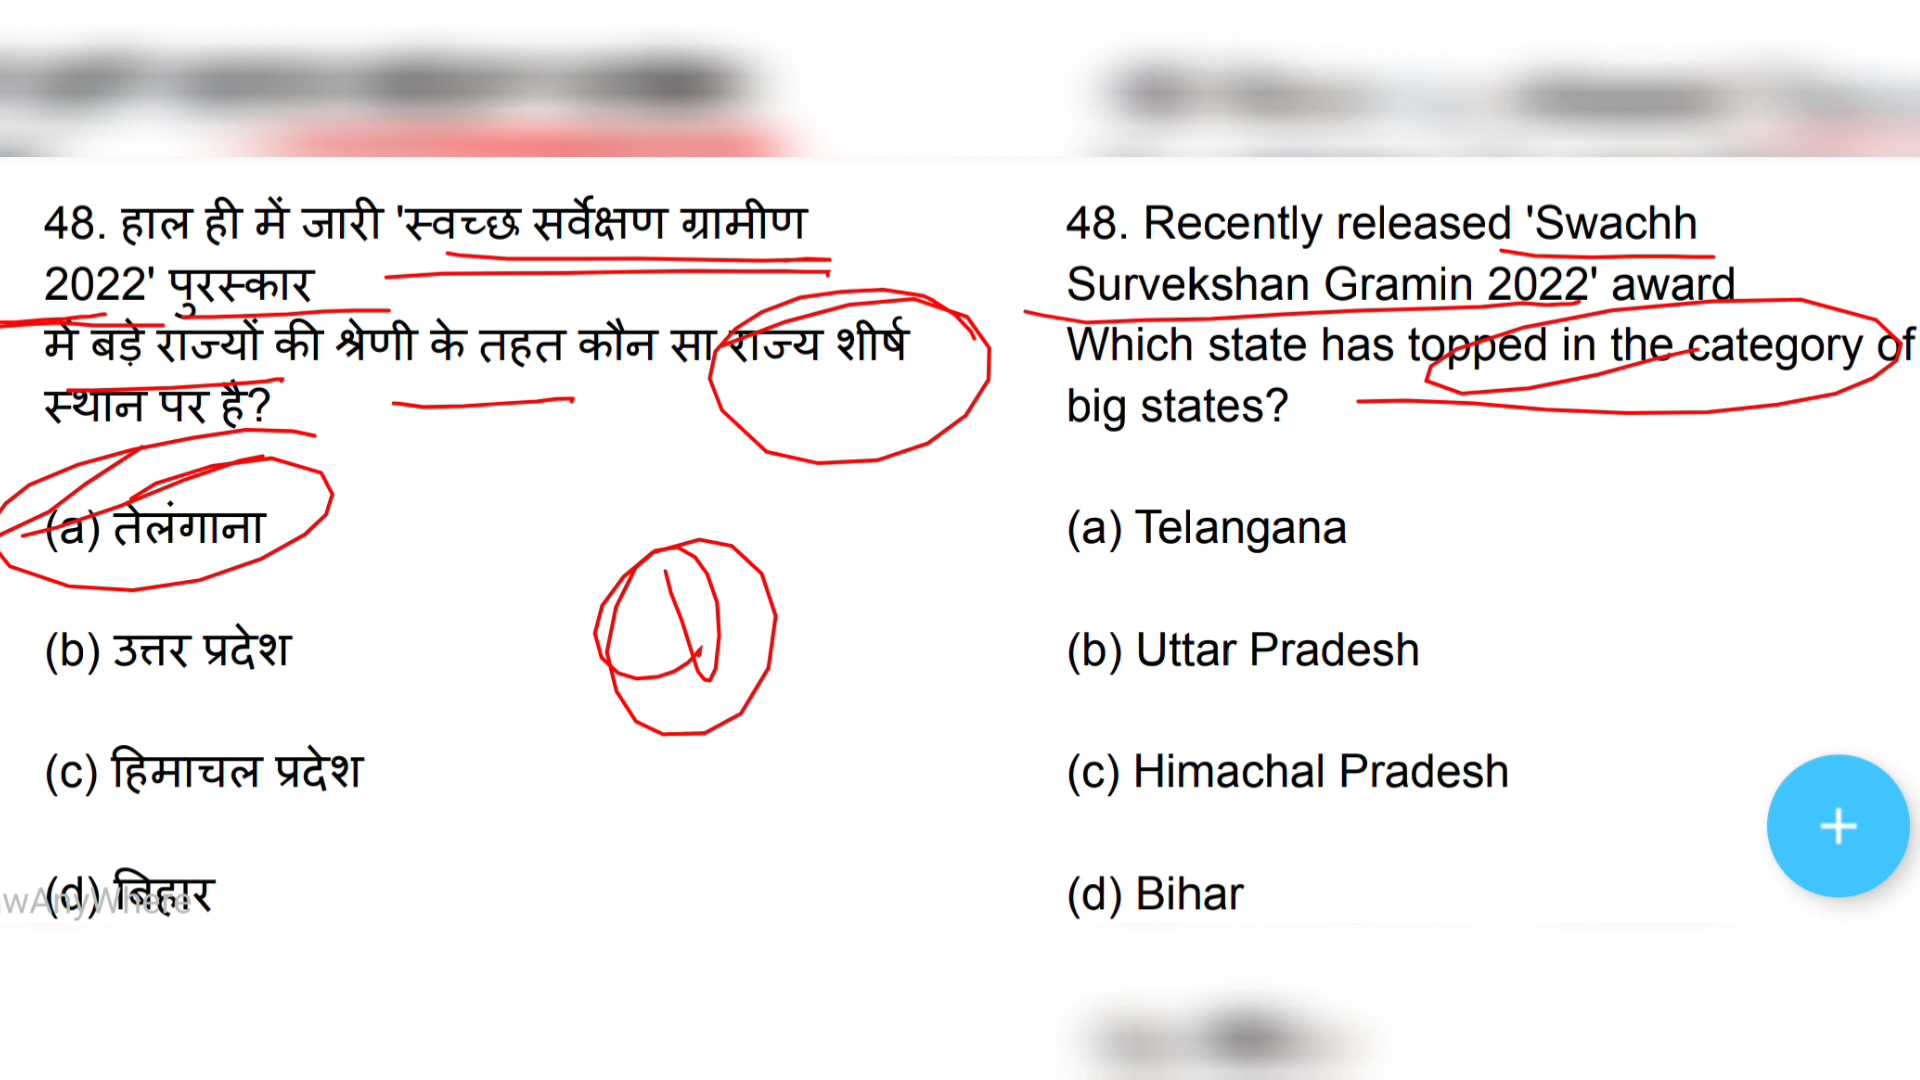 48. हाल ही में जारी 'स्वच्छ सर्वेक्षण ग्रामीण
2022' पुरस्कार
में बड़े राज्यों की श्रेणी के तहत कौन सा राज्य शीर्ष
स्थान पर है?
(a) तेलंगाना
(b) उत्तर प्रदेश
(c) हिमाचल प्रदेश
(d) बिहार
wAnyWhere
48. Recently released 'Swachh
Survekshan Gramin 2022' award
Which state has topped in the category of
big states?
(a) Telangana
(b) Uttar Pradesh
(c) Himachal Pradesh
(d) Bihar
+